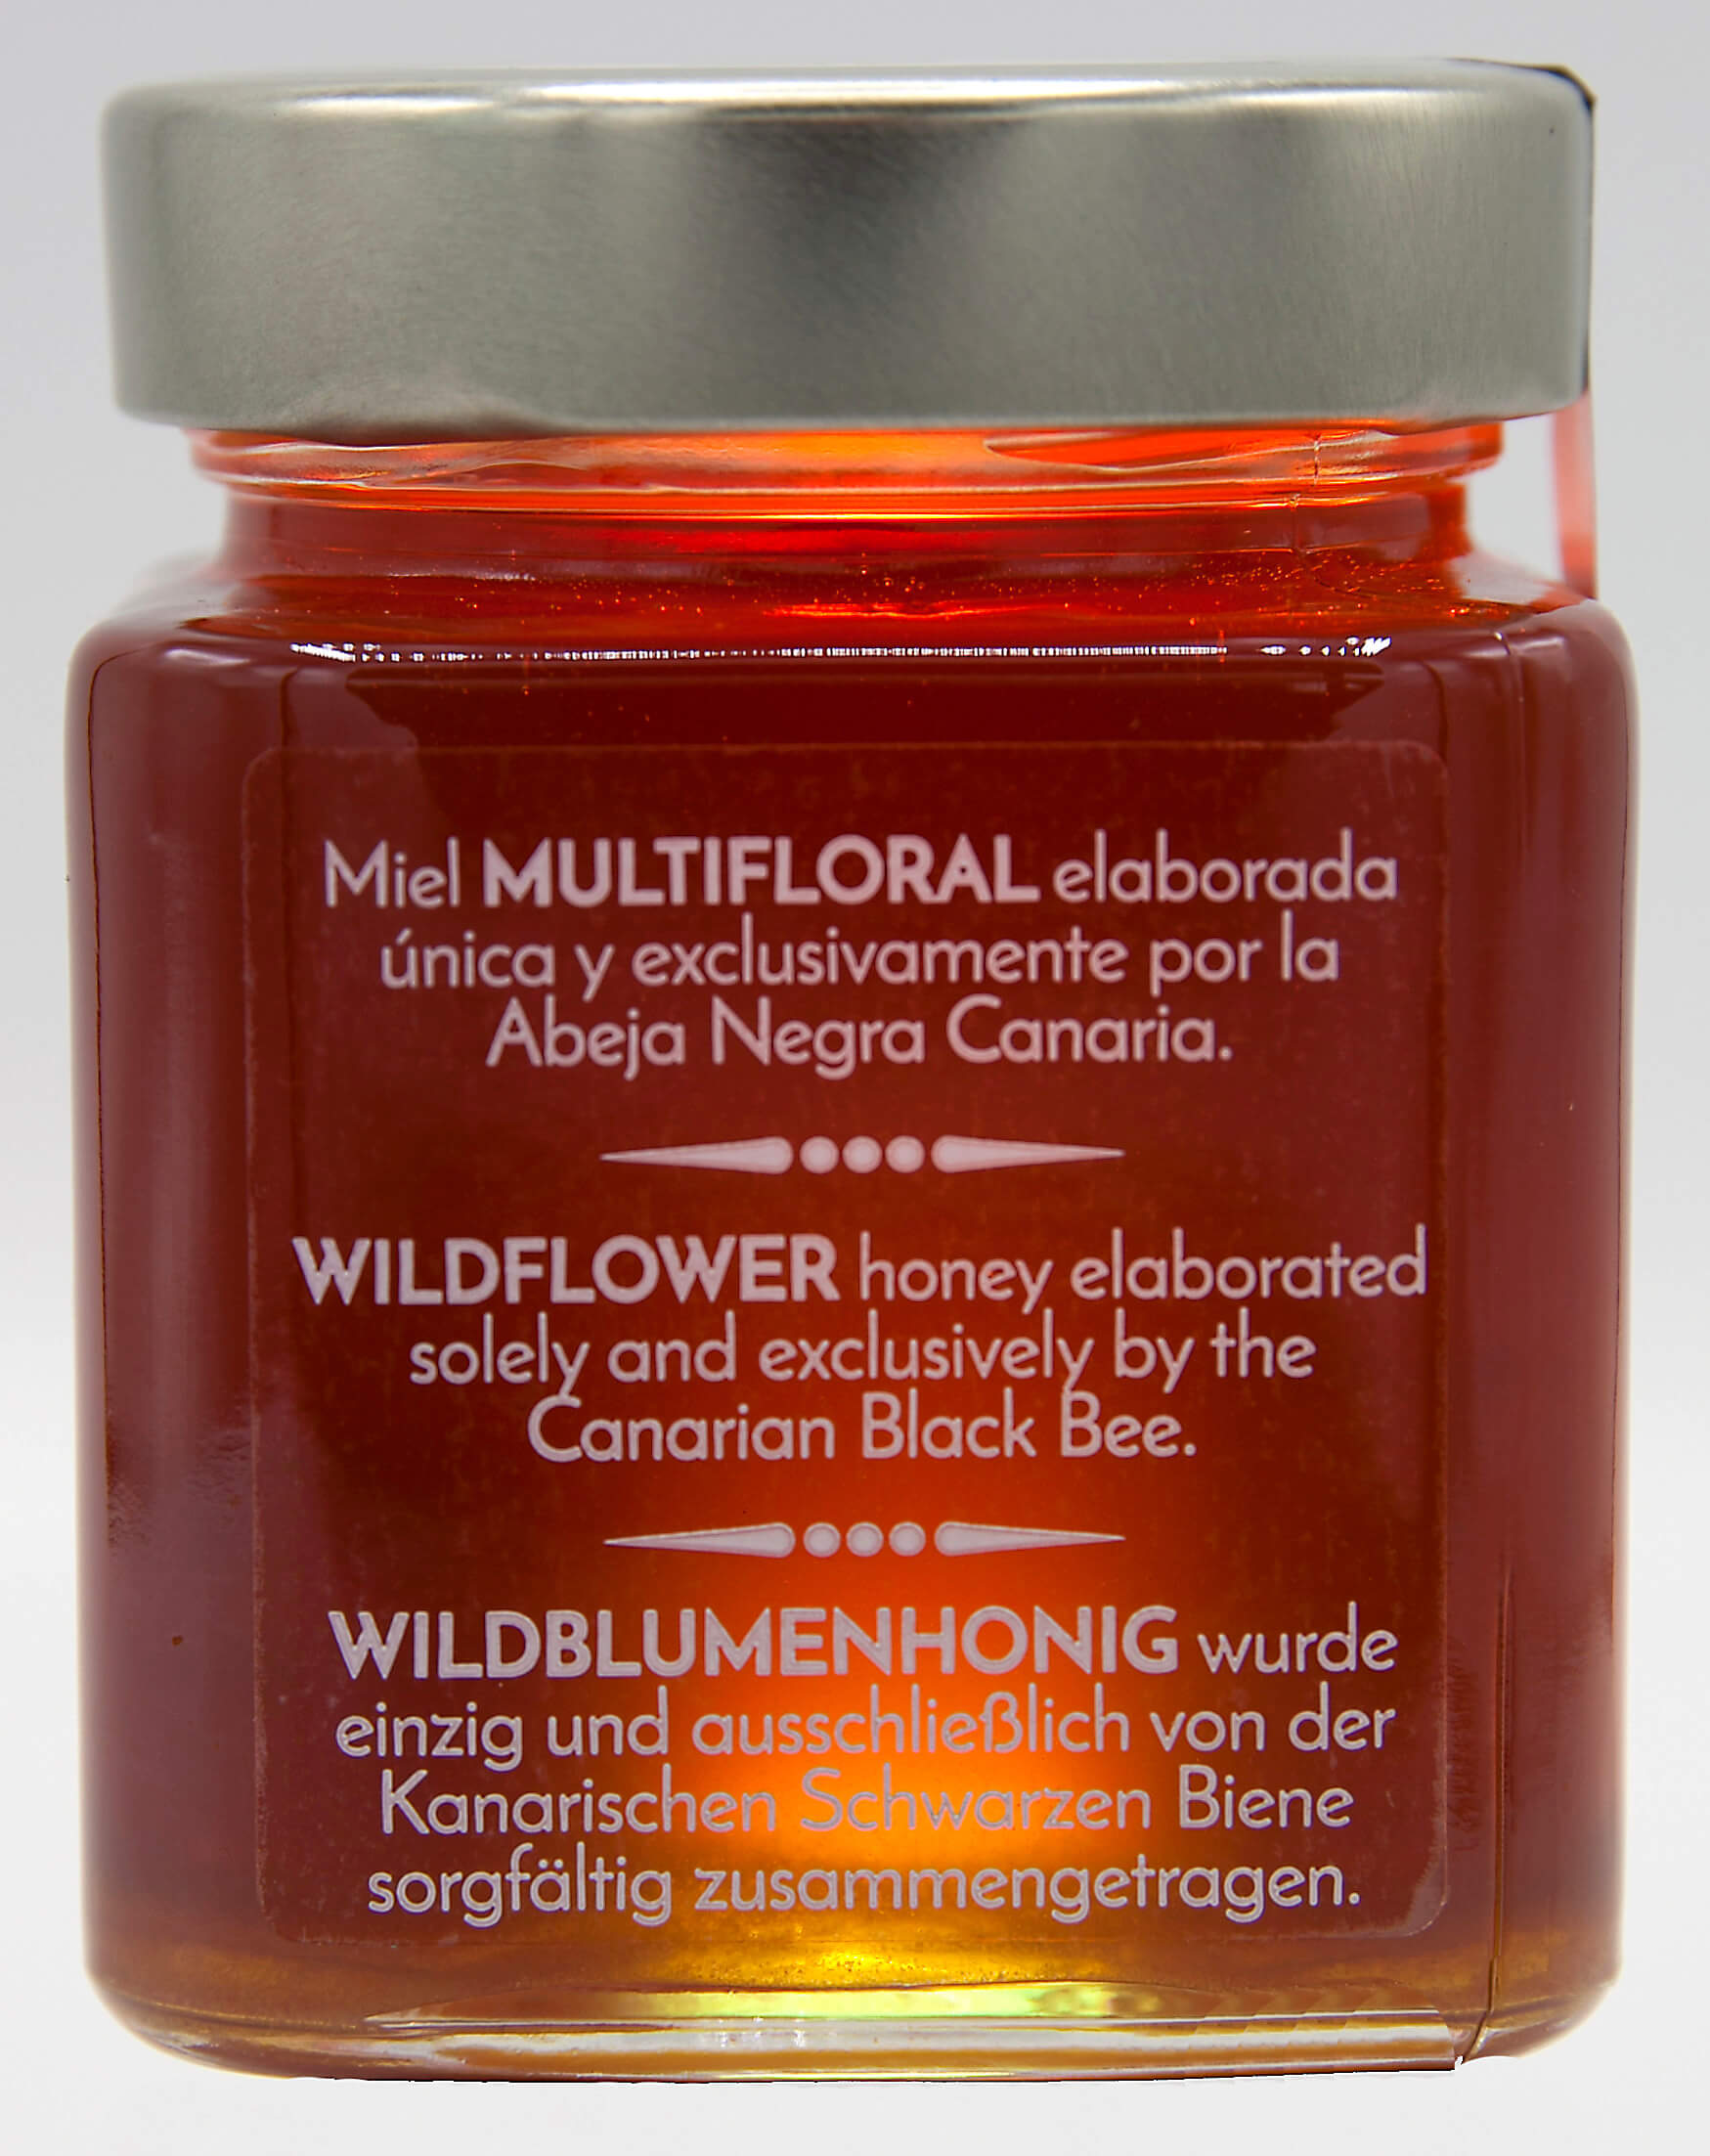 Miel MULTIFLORAL elaborada
única y exclusivamente por la
Abeja Negra Canaria.
WILDFLOWER honey elaborated
solely and exclusively by the
Canarian Black Bee.
WILDBLUMENHONIG wurde
einzig und ausschließlich von der
Kanarischen Schwarzen Biene
sorgfältig zusammengetragen.